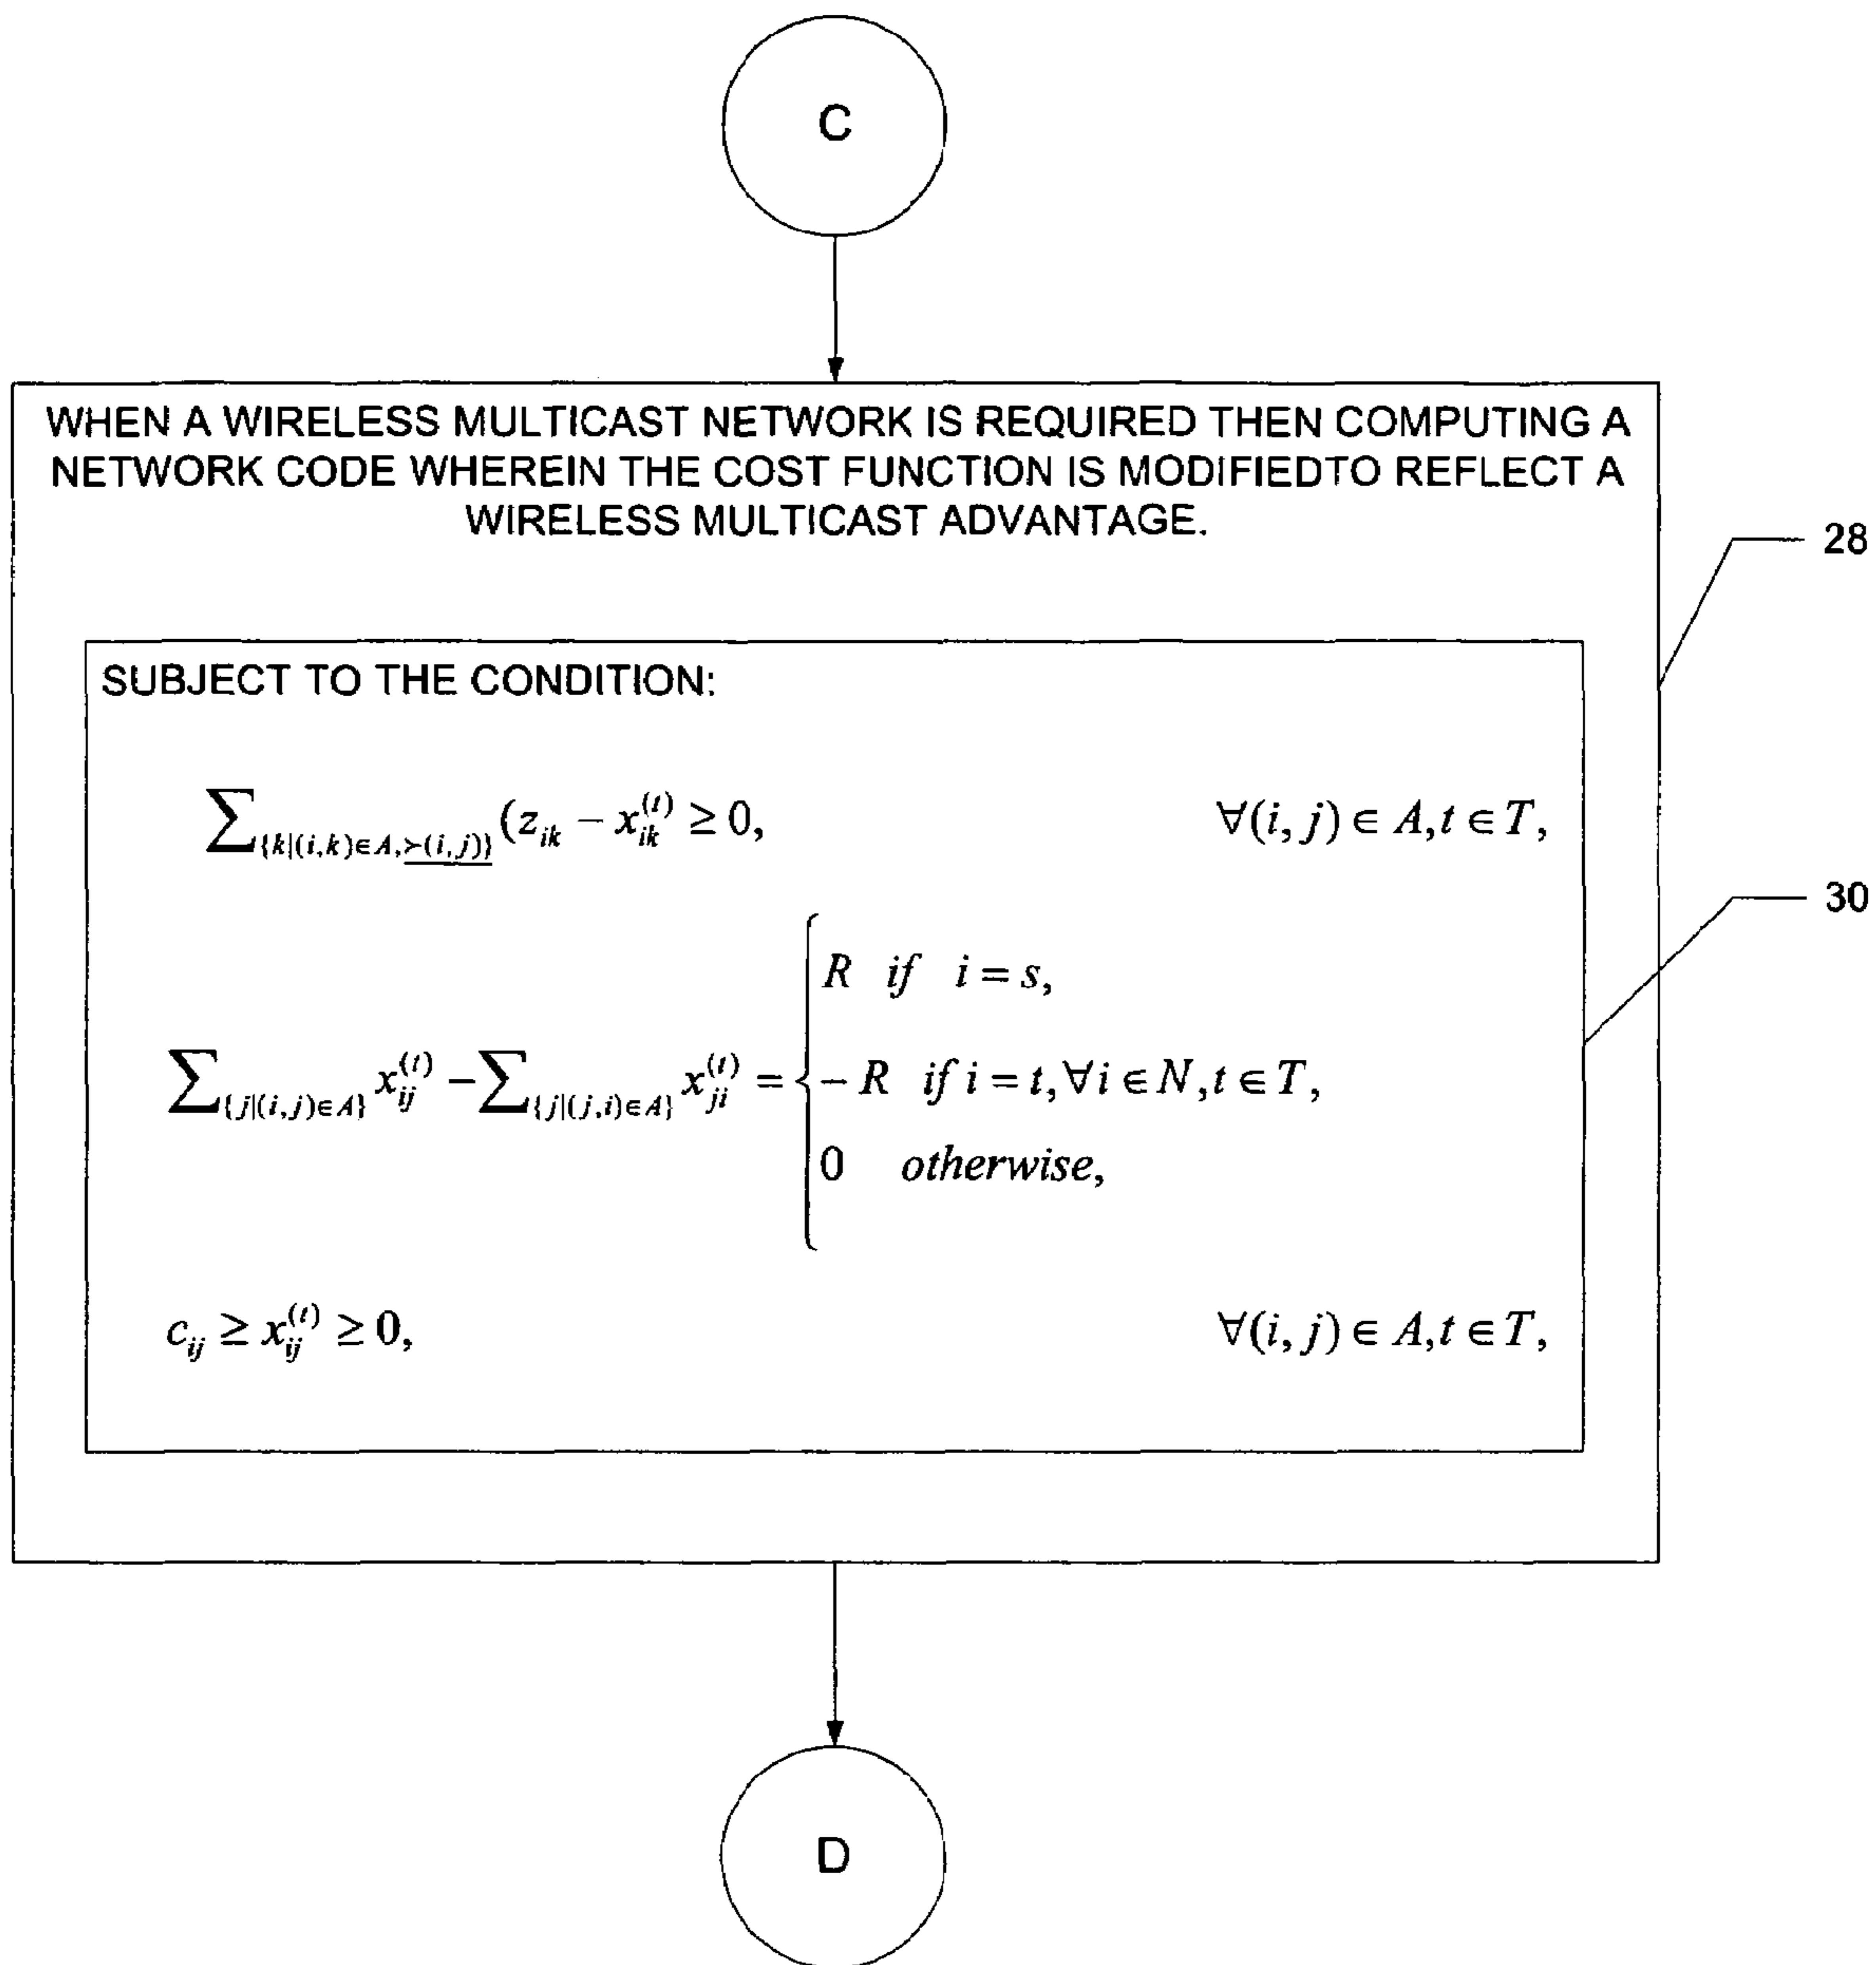 C
WHEN A WIRELESS MULTICAST NETWORK IS REQUIRED THEN COMPUTING A
NETWORK CODE WHEREIN THE COST FUNCTION IS MODIFIEDTO REFLECT A
WIRELESS MULTICAST ADVANTAGE.
28
SUBJECT TO THE CONDITION:
∑_{k|(i,k)∈A,≻(i,j)} (z_ik − x_ik^(t) ≥ 0, ∀(i, j) ∈ A, t ∈ T,
30
R if i = s,
∑_{j|(i,j)∈A} x_ij^(t) − ∑_{j|(j,i)∈A} x_ji^(t) = { − R if i = t, ∀i ∈ N, t ∈ T,
0 otherwise,
c_ij ≥ x_ij^(t) ≥ 0, ∀(i, j) ∈ A, t ∈ T,
D